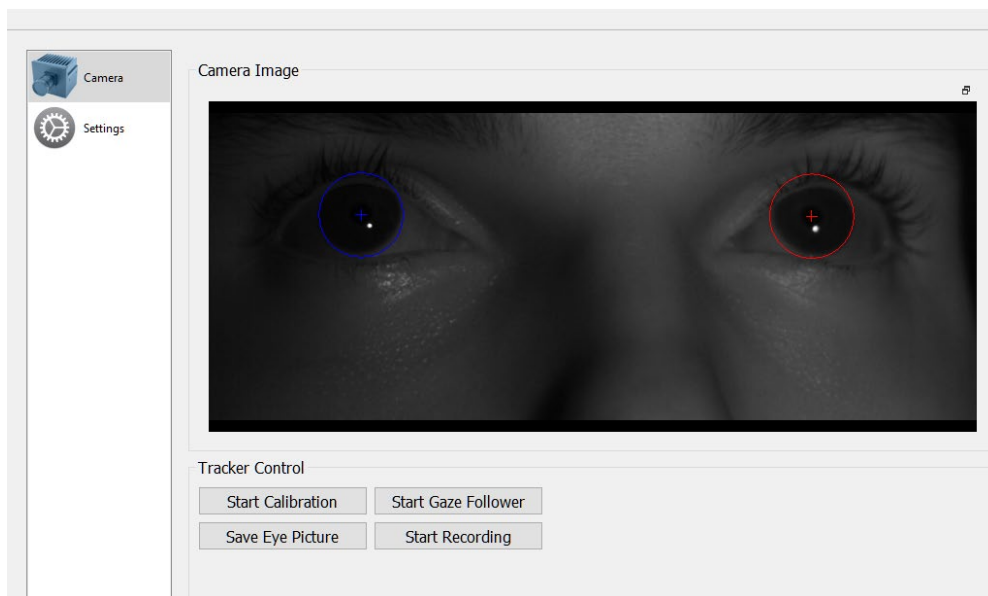 Camera
Settings
Camera Image
Tracker Control
Start Calibration
Start Gaze Follower
Save Eye Picture
Start Recording